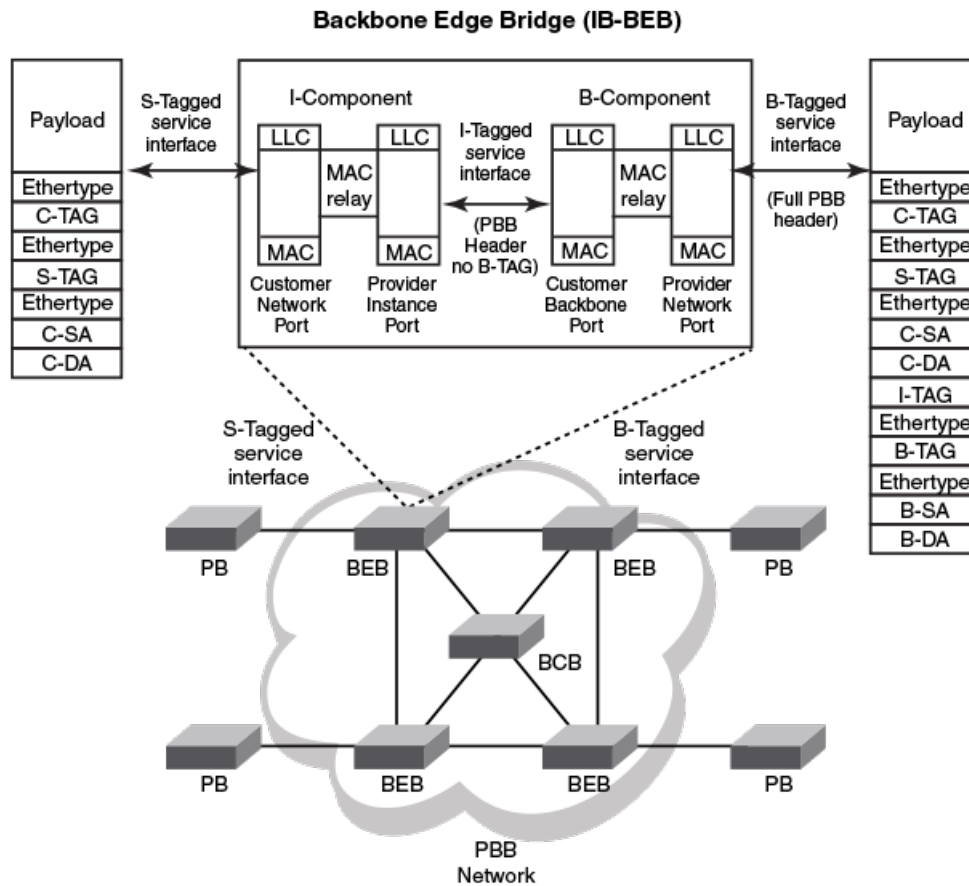 Backbone Edge Bridge (IB-BEB)
Payload
Ethertype
C-TAG
Ethertype
S-TAG
Ethertype
C-SA
C-DA
S-Tagged
service
interface
I-Component
LLC
LLC
MAC
relay
MAC
MAC
Customer
Network
Port
Provider
Instance
Port
I-Tagged
service
interface
(PBB
Header
no B-TAG)
B-Component
LLC
LLC
MAC
relay
MAC
MAC
Customer
Backbone
Port
Provider
Network
Port
B-Tagged
service
interface
(Full PBB
header)
Payload
Ethertype
C-TAG
Ethertype
S-TAG
Ethertype
C-SA
C-DA
I-TAG
Ethertype
B-TAG
Ethertype
B-SA
B-DA
S-Tagged
service
interface
B-Tagged
service
interface
PB
BEB
BEB
PB
BCB
PB
BEB
BEB
PB
PBB
Network